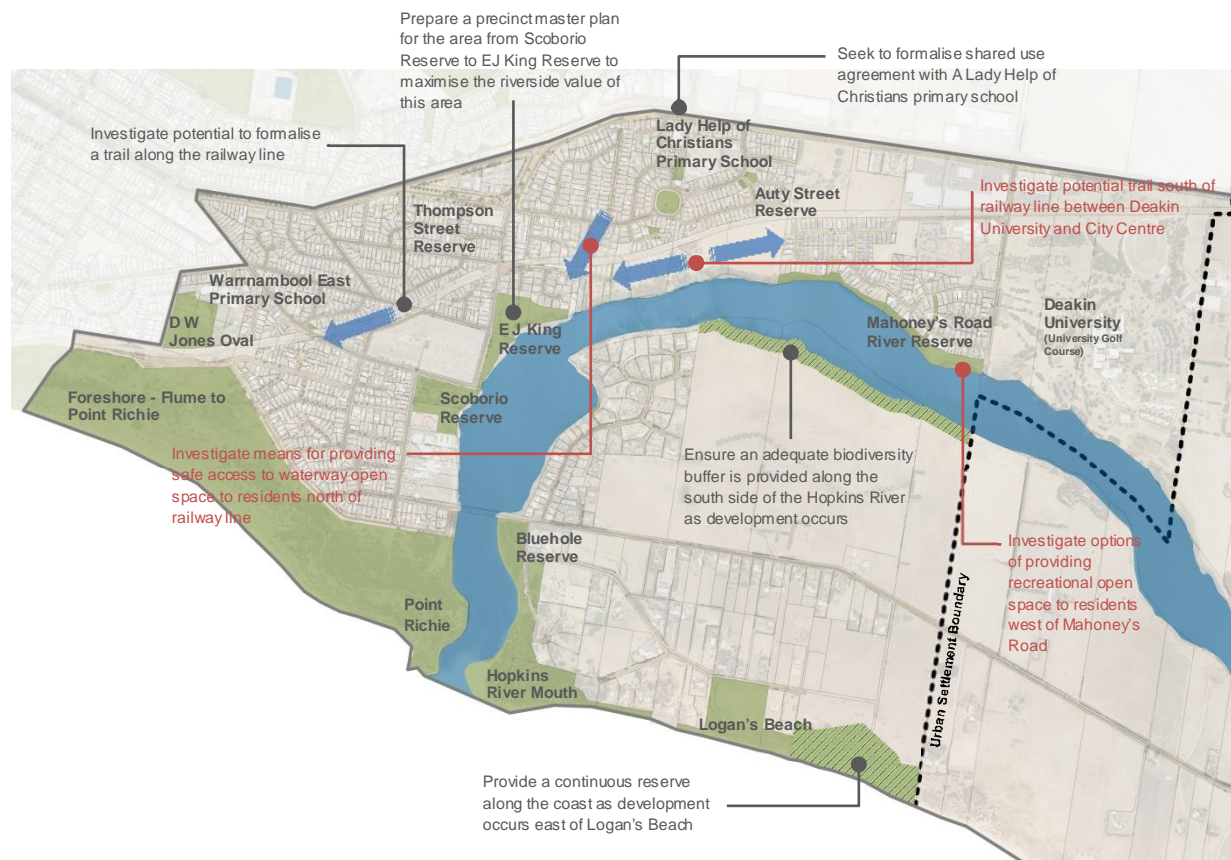 Prepare a precinct master plan
for the area from Scoborio
Reserve to EJ King Reserve to
maximise the riverside value of
this area
Seek to formalise shared use
agreement with A Lady Help of
Christians primary school
Investigate potential to formalise
a trail along the railway line
Lady Help of
Christians
Primary School
Investigate potential trail south of
railway line between Deakin
University and City Centre
Auty Street
Reserve
Thompson
Street
Reserve
Warrnambool East
Primary School
D W
Jones Oval
E J King
Reserve
Mahoney's Road
River Reserve
Deakin
University
(University Golf
Course)
Foreshore - Flume to
Point Richie
Scoborio
Reserve
Investigate means for providing
safe access to waterway open
space to residents north of
railway line
Ensure an adequate biodiversity
buffer is provided along the
south side of the Hopkins River
as development occurs
Bluehole
Reserve
Investigate options
of providing
recreational open
space to residents
west of Mahoney's
Road
Point
Richie
Urban Settlement Boundary
Hopkins
River Mouth
Logan's Beach
Provide a continuous reserve
along the coast as development
occurs east of Logan's Beach